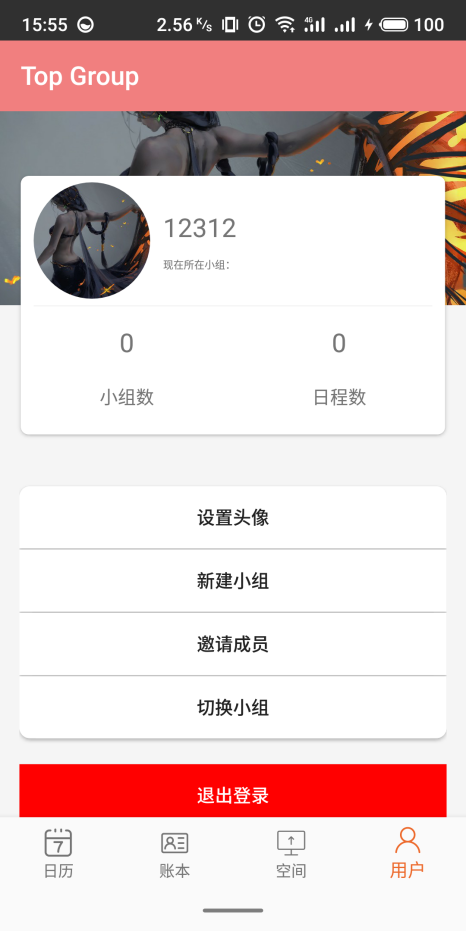 15:55 2.56 K/s 4G 100
Top Group
12312
现在所在小组：
0 0
小组数 日程数
设置头像
新建小组
邀请成员
切换小组
退出登录
7
日历 账本 空间 用户